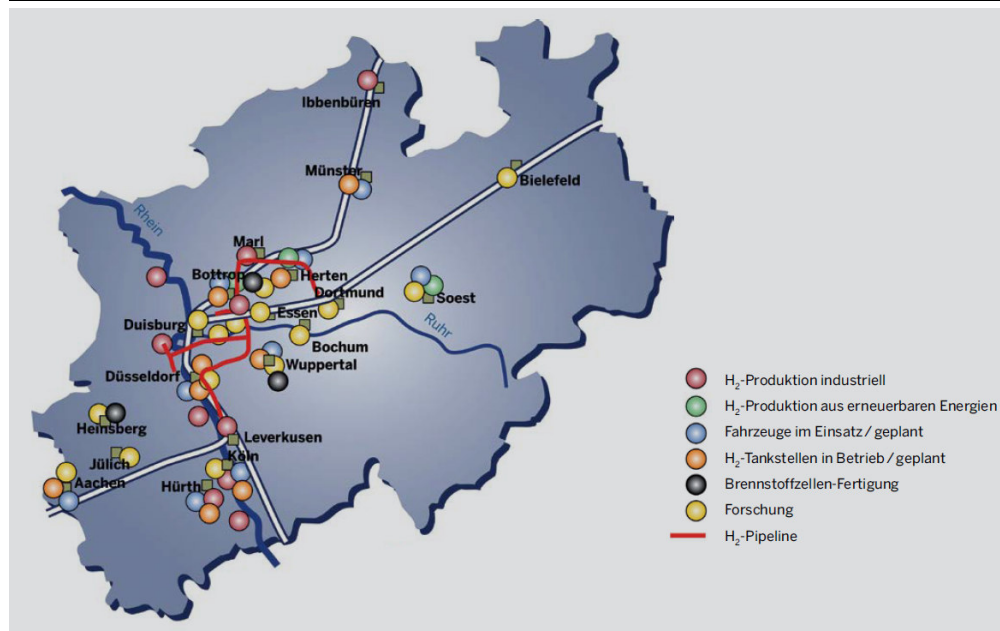 Ibbenbüren
Münster
Bielefeld
Rhein
Marl
Bottrop
Herten
Dortmund
Soest
Essen
Duisburg
Ruhr
Bochum
Wuppertal
Düsseldorf
Heinsberg
Leverkusen
Köln
Jülich
Aachen
Hürth
H₂-Produktion industriell
H₂-Produktion aus erneuerbaren Energien
Fahrzeuge im Einsatz/geplant
H₂-Tankstellen in Betrieb/geplant
Brennstoffzellen-Fertigung
Forschung
H₂-Pipeline